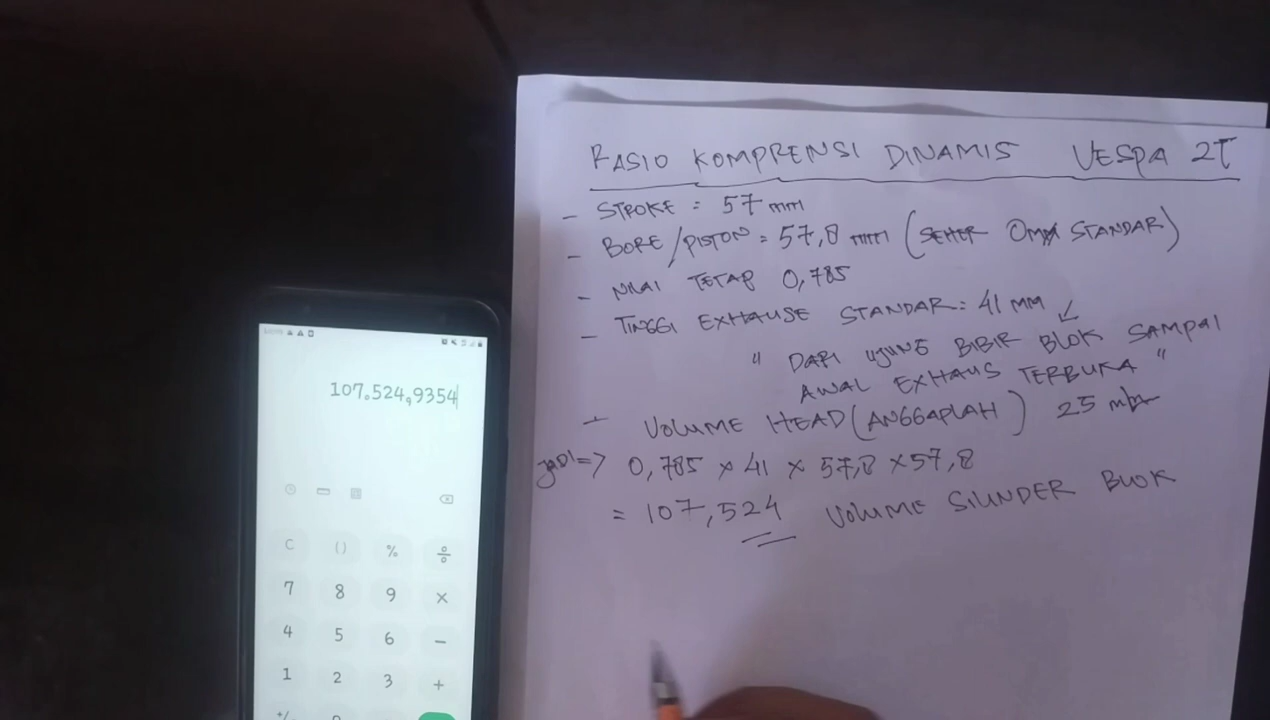 RASIO KOMPRENSI DINAMIS VESPA 2T
- STROKE = 57 mm
- BORE/PISTON = 57,8 mm (SEHER OM STANDAR)
- NILAI TETAP 0,785
- TINGGI EXHAUSE STANDAR = 41 MM
" DARI UJUNG BIBIR BLOK SAMPAI
AWAL EXHAUS TERBUKA "
- VOLUME HEAD (ANGGAPLAH) 25
JADI => 0,785 x 41 x 57,8 x 57,8
= 107,524 VOLUME SILINDER BLOK
107.524,9354
C () % ÷
7 8 9 ×
4 5 6 −
1 2 3 +